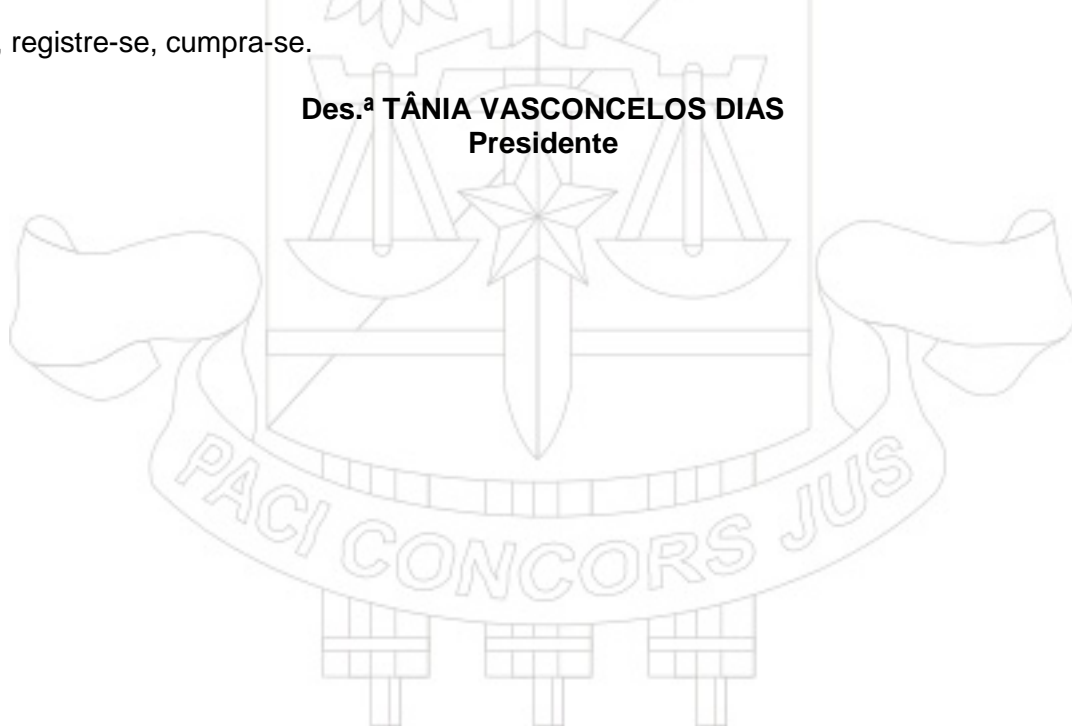 , registre-se, cumpra-se.
Des.ª TÂNIA VASCONCELOS DIAS
Presidente
PACI CONCORS JUS